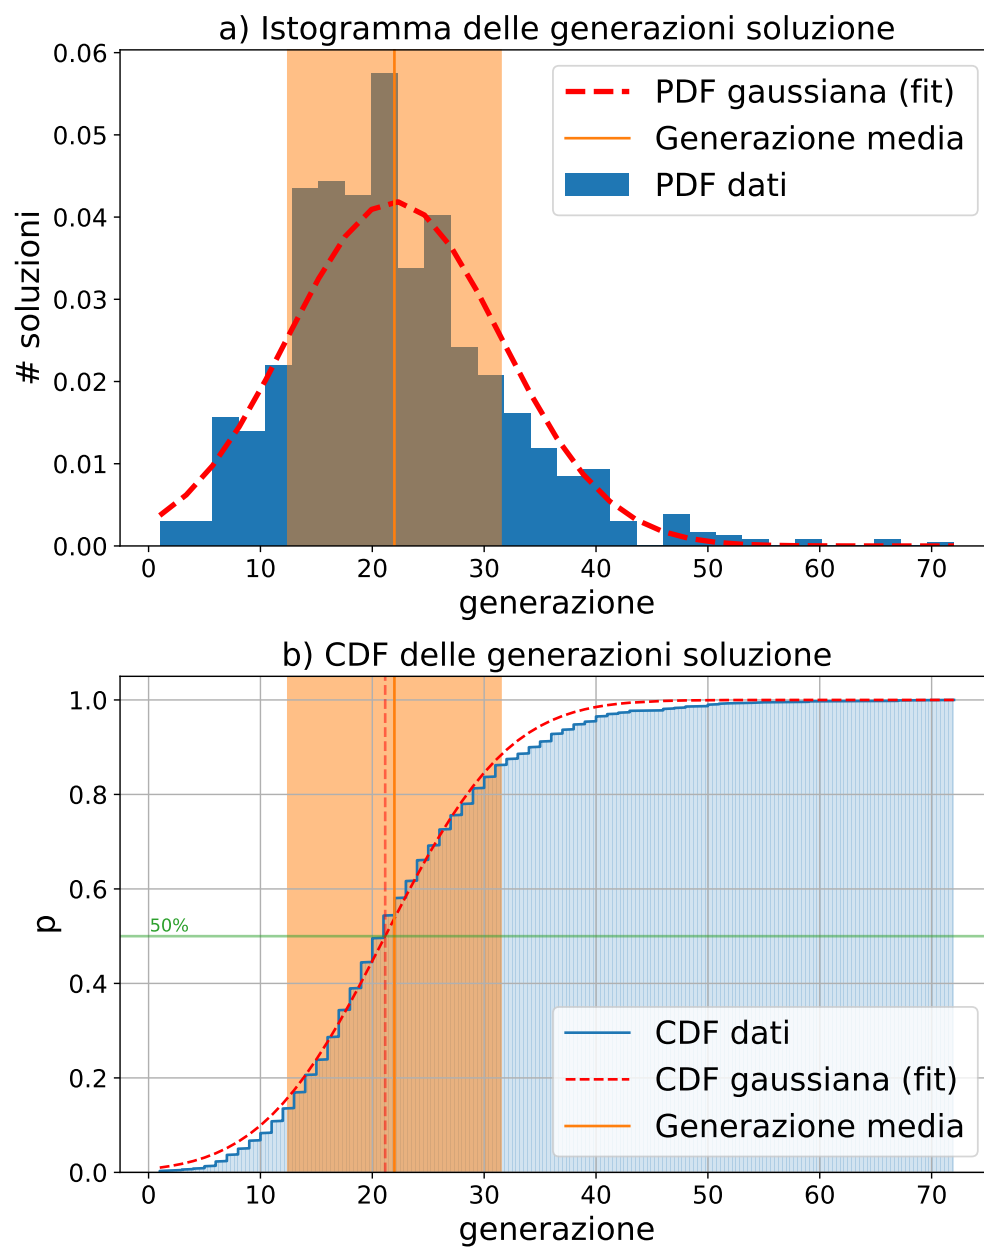 a) Istogramma delle generazioni soluzione
0.06
0.05
0.04
0.03
0.02
0.01
0.00
# soluzioni
PDF gaussiana (fit)
Generazione media
PDF dati
0 10 20 30 40 50 60 70
generazione
b) CDF delle generazioni soluzione
1.0
0.8
0.6
0.4
0.2
0.0
p
50%
CDF dati
CDF gaussiana (fit)
Generazione media
0 10 20 30 40 50 60 70
generazione